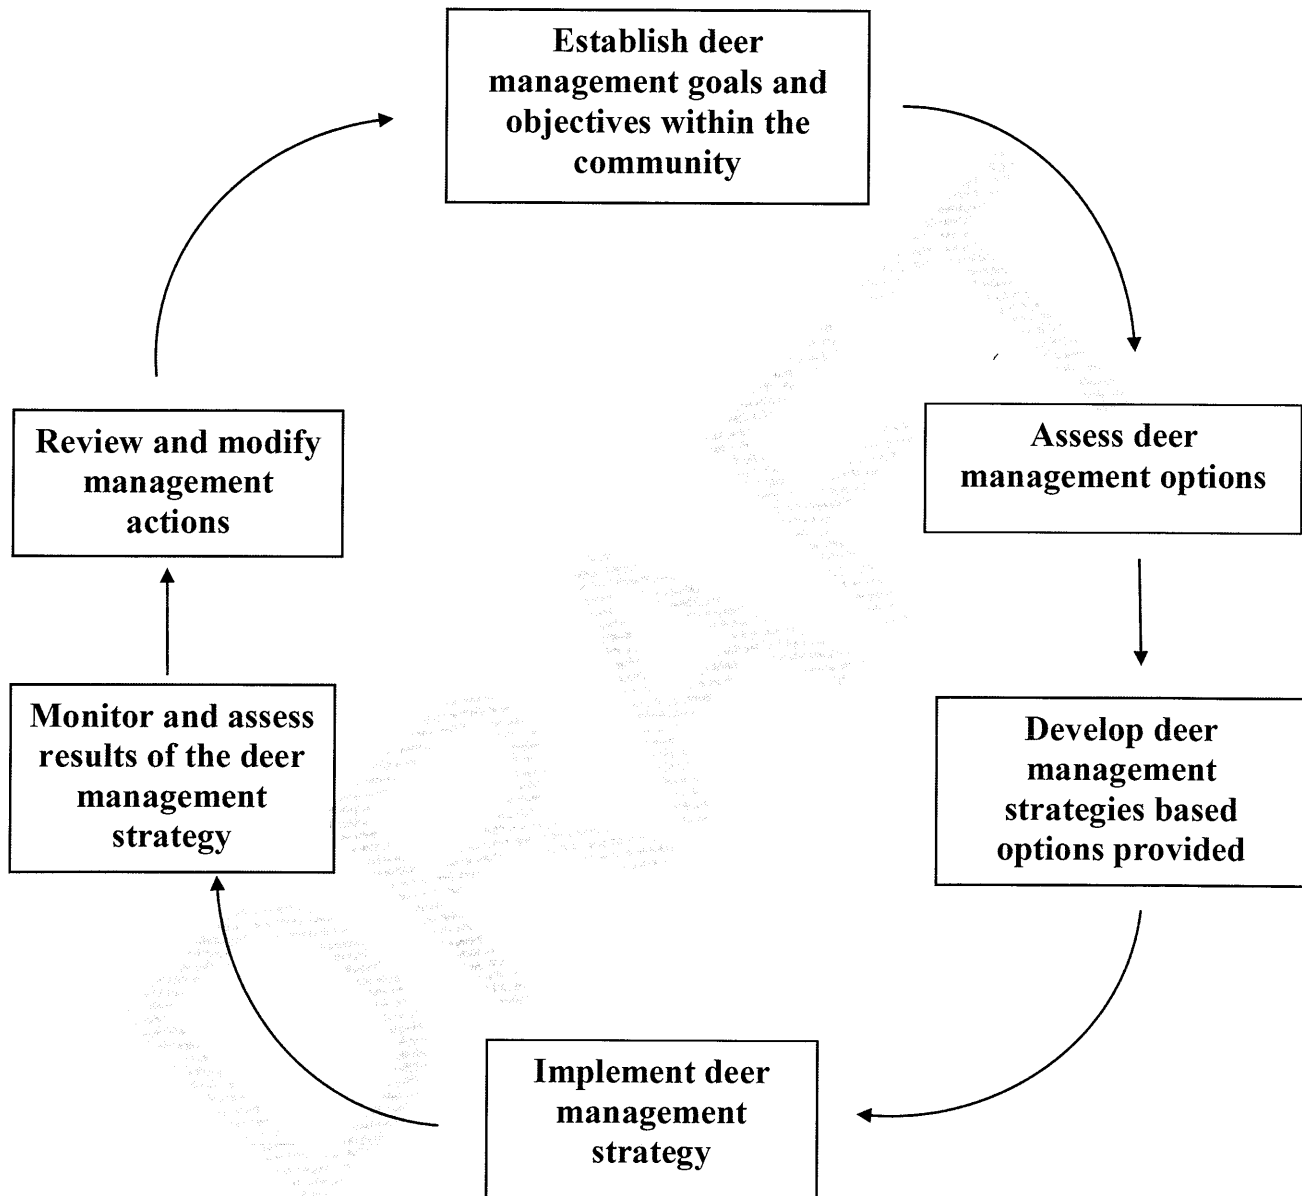 Establish deer
management goals and
objectives within the
community
Assess deer
management options
Develop deer
management
strategies based
options provided
Implement deer
management
strategy
Monitor and assess
results of the deer
management
strategy
Review and modify
management
actions
DRAFT